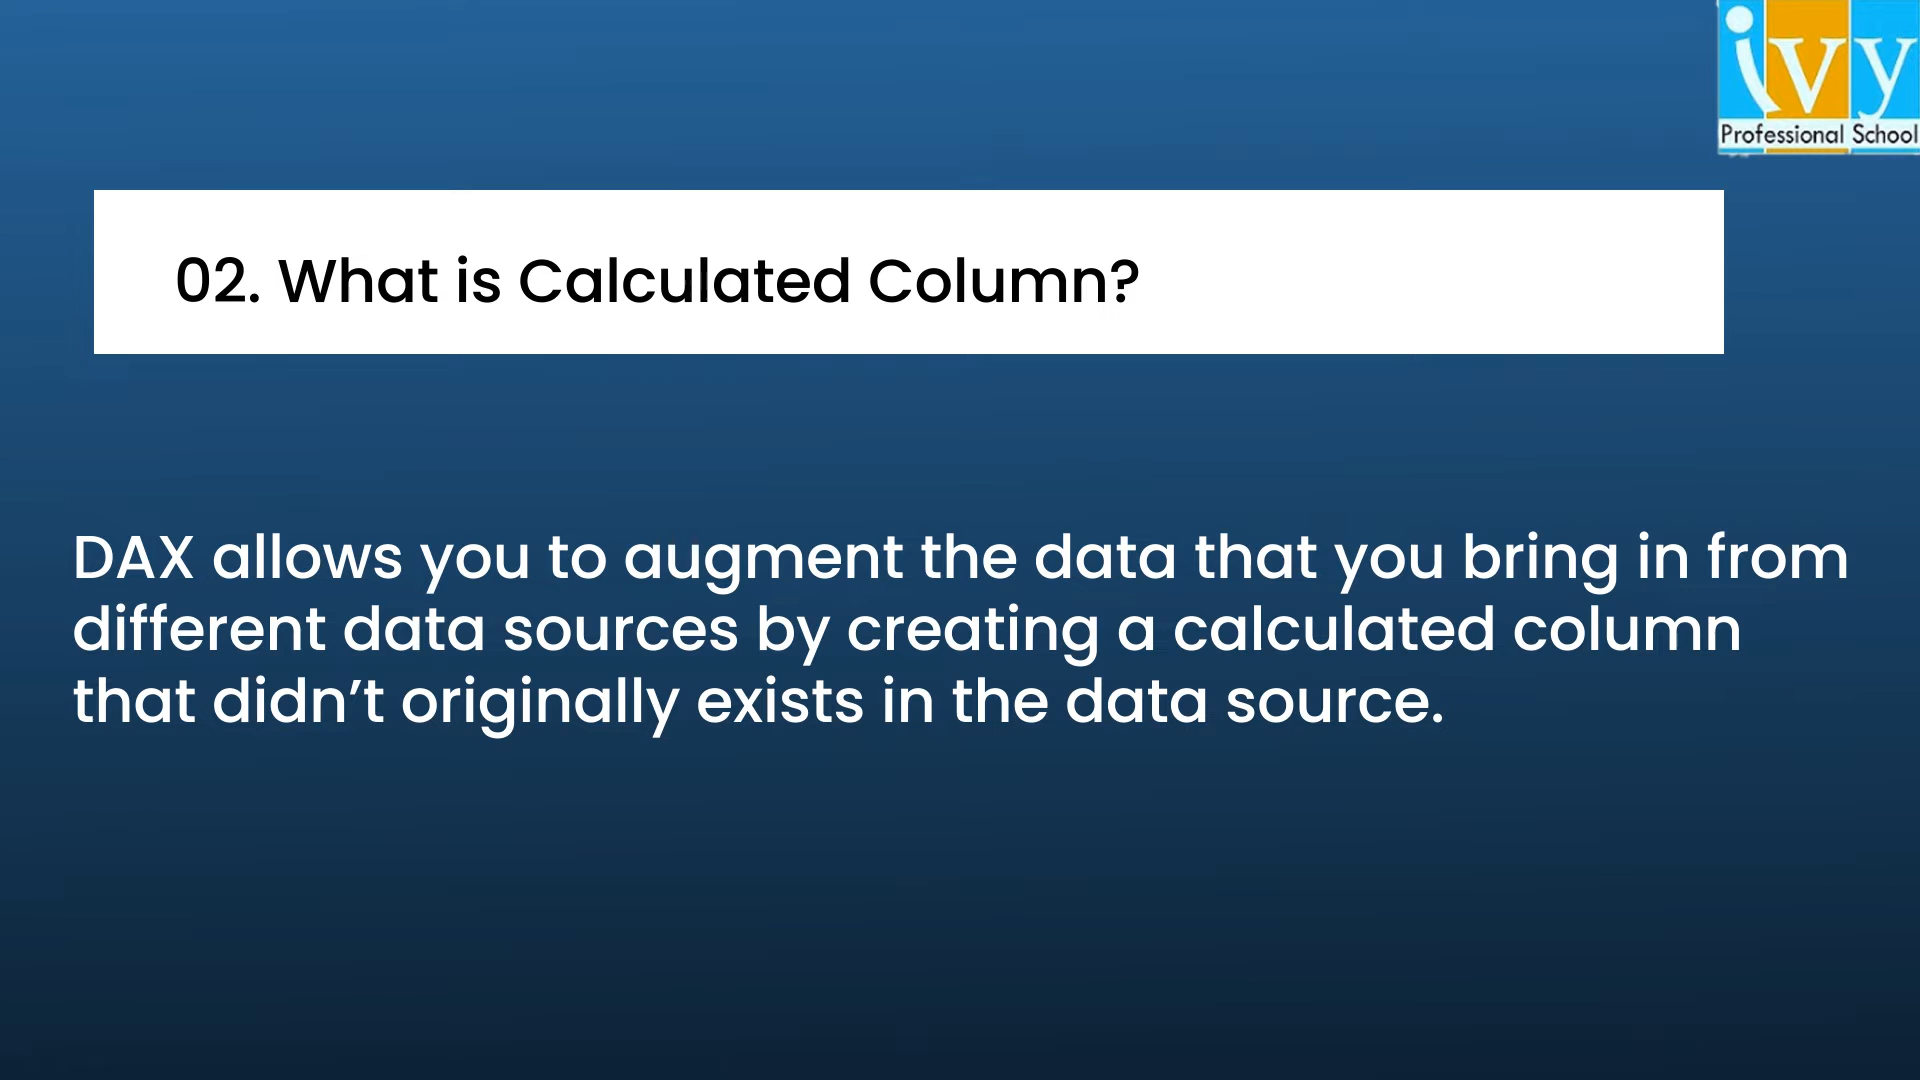 ivy
Professional School
02. What is Calculated Column?
DAX allows you to augment the data that you bring in from
different data sources by creating a calculated column
that didn’t originally exists in the data source.